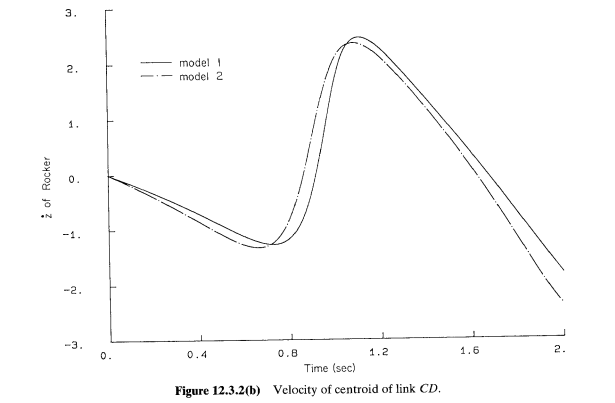 3.
model 1
2.
model 2
1.
ż of Rocker
0.
-1.
-2.
-3.
0. 0.4 0.8 1.2 1.6 2.
Time (sec)
Figure 12.3.2(b) Velocity of centroid of link CD.